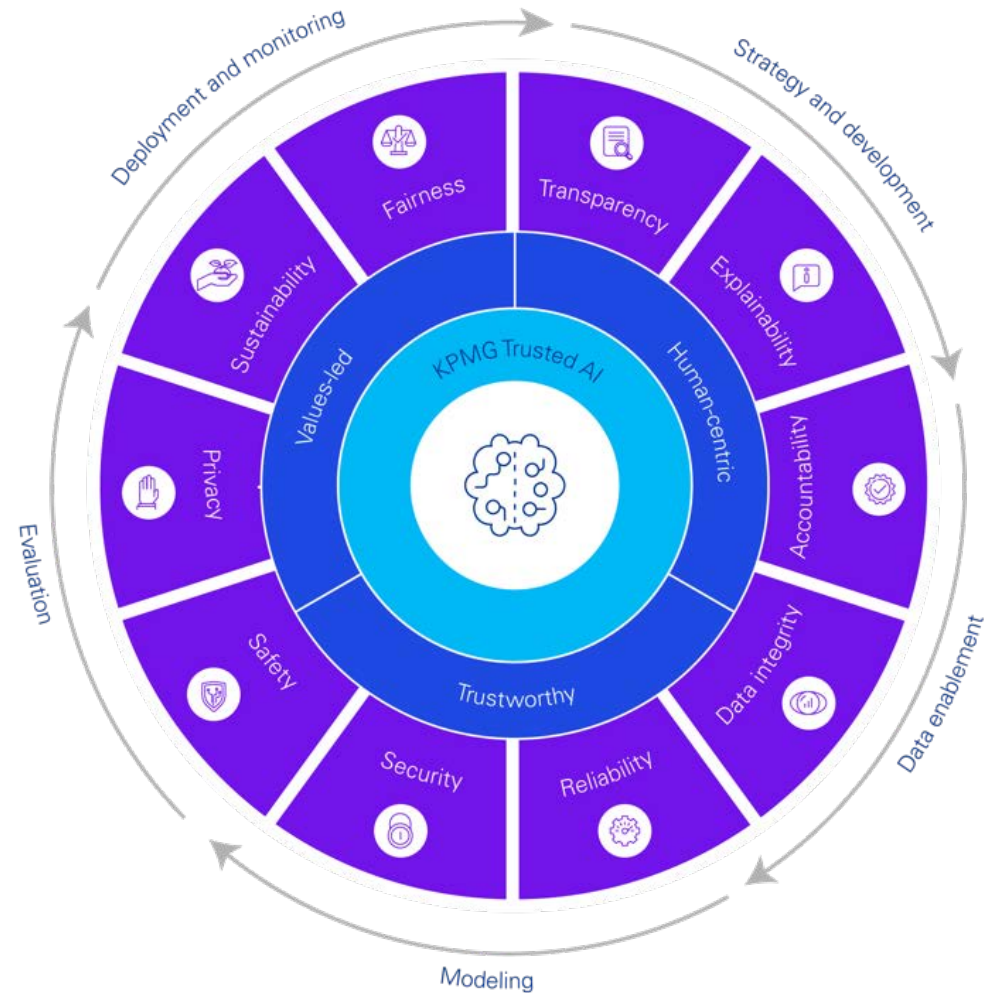 Deployment and monitoring
Strategy and development
Data enablement
Modeling
Evaluation
Fairness
Transparency
Explainability
Accountability
Data integrity
Reliability
Security
Safety
Privacy
Sustainability
Values-led
Human-centric
Trustworthy
KPMG Trusted AI